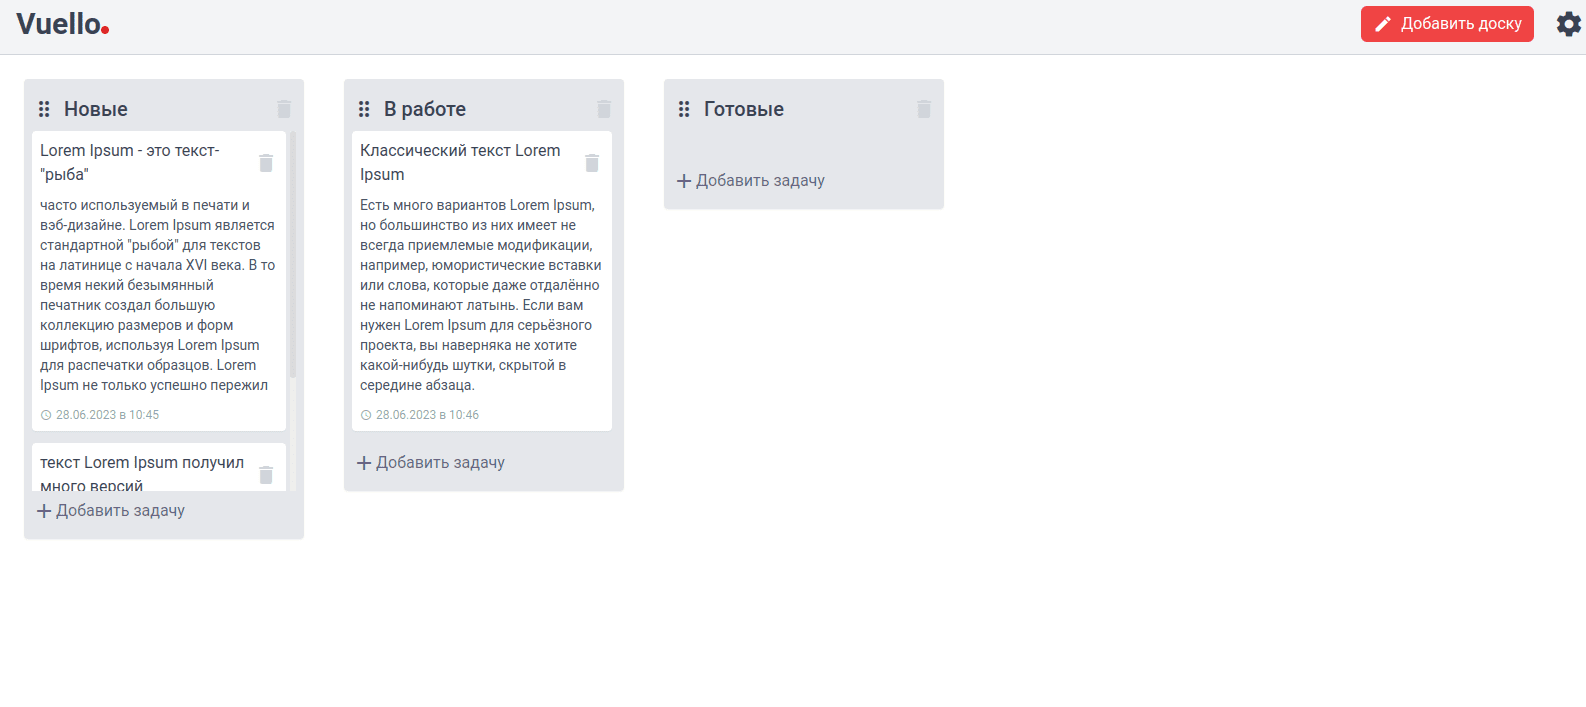 Vuello.
Добавить доску
Новые
Lorem Ipsum - это текст-
"рыба"
часто используемый в печати и
вэб-дизайне. Lorem Ipsum является
стандартной "рыбой" для текстов
на латинице с начала XVI века. В то
время некий безымянный
печатник создал большую
коллекцию размеров и форм
шрифтов, используя Lorem Ipsum
для распечатки образцов. Lorem
Ipsum не только успешно пережил
28.06.2023 в 10:45
текст Lorem Ipsum получил
много версий
Добавить задачу
В работе
Классический текст Lorem
Ipsum
Есть много вариантов Lorem Ipsum,
но большинство из них имеет не
всегда приемлемые модификации,
например, юмористические вставки
или слова, которые даже отдалённо
не напоминают латынь. Если вам
нужен Lorem Ipsum для серьёзного
проекта, вы наверняка не хотите
какой-нибудь шутки, скрытой в
середине абзаца.
28.06.2023 в 10:46
Добавить задачу
Готовые
Добавить задачу